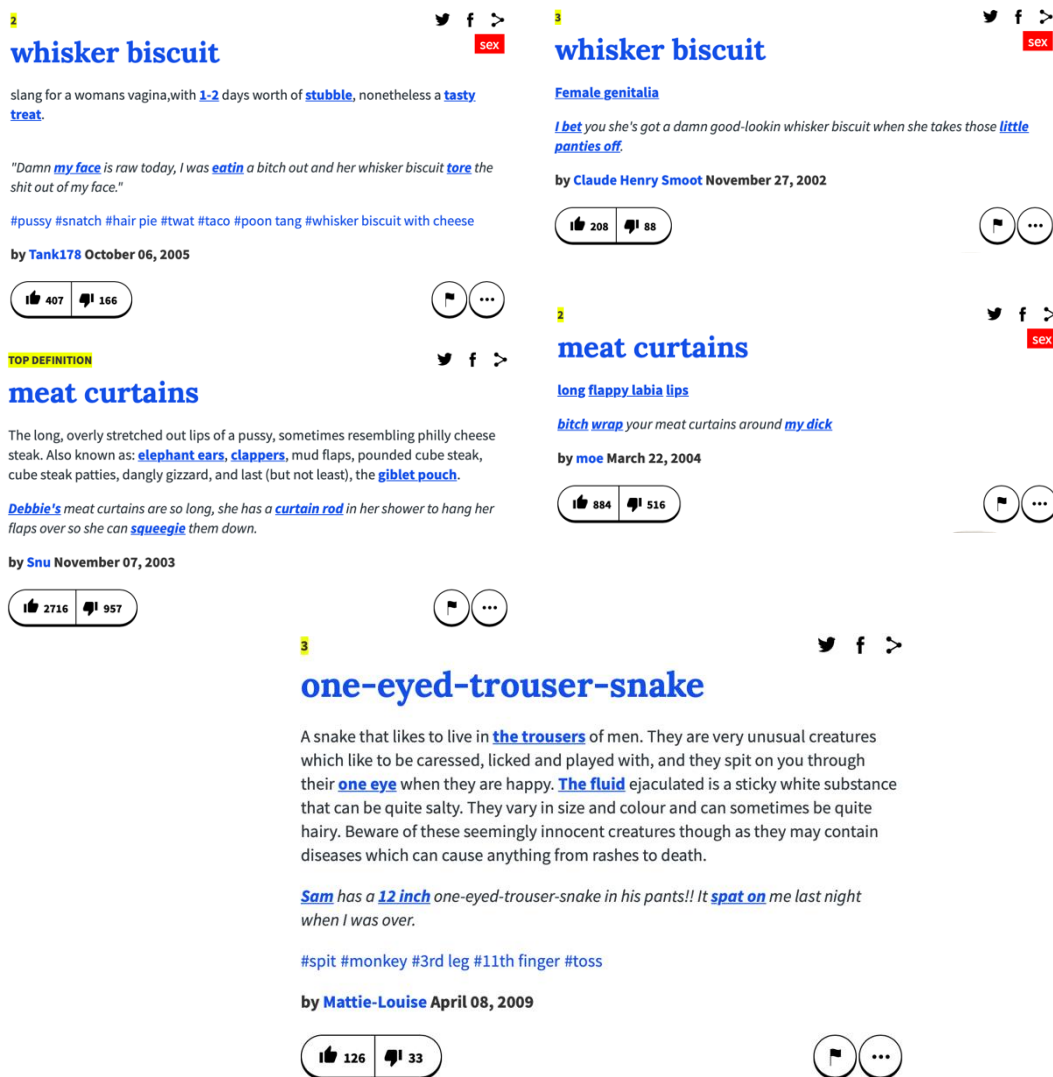 2
whisker biscuit
sex
slang for a womans vagina,with 1-2 days worth of stubble, nonetheless a tasty
treat.
"Damn my face is raw today, I was eatin a bitch out and her whisker biscuit tore the
shit out of my face."
#pussy #snatch #hair pie #twat #taco #poon tang #whisker biscuit with cheese
by Tank178 October 06, 2005
407 166
3
whisker biscuit
sex
Female genitalia
I bet you she's got a damn good-lookin whisker biscuit when she takes those little
panties off.
by Claude Henry Smoot November 27, 2002
208 88
TOP DEFINITION
meat curtains
The long, overly stretched out lips of a pussy, sometimes resembling philly cheese
steak. Also known as: elephant ears, clappers, mud flaps, pounded cube steak,
cube steak patties, dangly gizzard, and last (but not least), the giblet pouch.
Debbie's meat curtains are so long, she has a curtain rod in her shower to hang her
flaps over so she can squeegie them down.
by Snu November 07, 2003
2716 957
2
meat curtains
sex
long flappy labia lips
bitch wrap your meat curtains around my dick
by moe March 22, 2004
884 516
3
one-eyed-trouser-snake
A snake that likes to live in the trousers of men. They are very unusual creatures
which like to be caressed, licked and played with, and they spit on you through
their one eye when they are happy. The fluid ejaculated is a sticky white substance
that can be quite salty. They vary in size and colour and can sometimes be quite
hairy. Beware of these seemingly innocent creatures though as they may contain
diseases which can cause anything from rashes to death.
Sam has a 12 inch one-eyed-trouser-snake in his pants!! It spat on me last night
when I was over.
#spit #monkey #3rd leg #11th finger #toss
by Mattie-Louise April 08, 2009
126 33